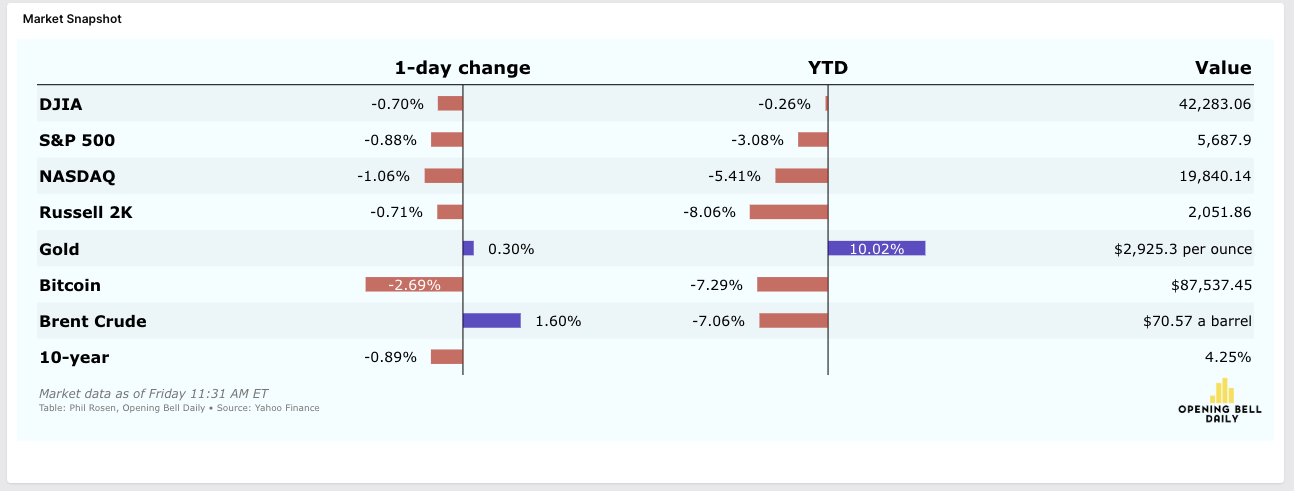 Market Snapshot
1-day change YTD Value
DJIA -0.70% -0.26% 42,283.06
S&P 500 -0.88% -3.08% 5,687.9
NASDAQ -1.06% -5.41% 19,840.14
Russell 2K -0.71% -8.06% 2,051.86
Gold 0.30% 10.02% $2,925.3 per ounce
Bitcoin -2.69% -7.29% $87,537.45
Brent Crude 1.60% -7.06% $70.57 a barrel
10-year -0.89% 4.25%
Market data as of Friday 11:31 AM ET
Table: Phil Rosen, Opening Bell Daily • Source: Yahoo Finance
OPENING BELL
DAILY